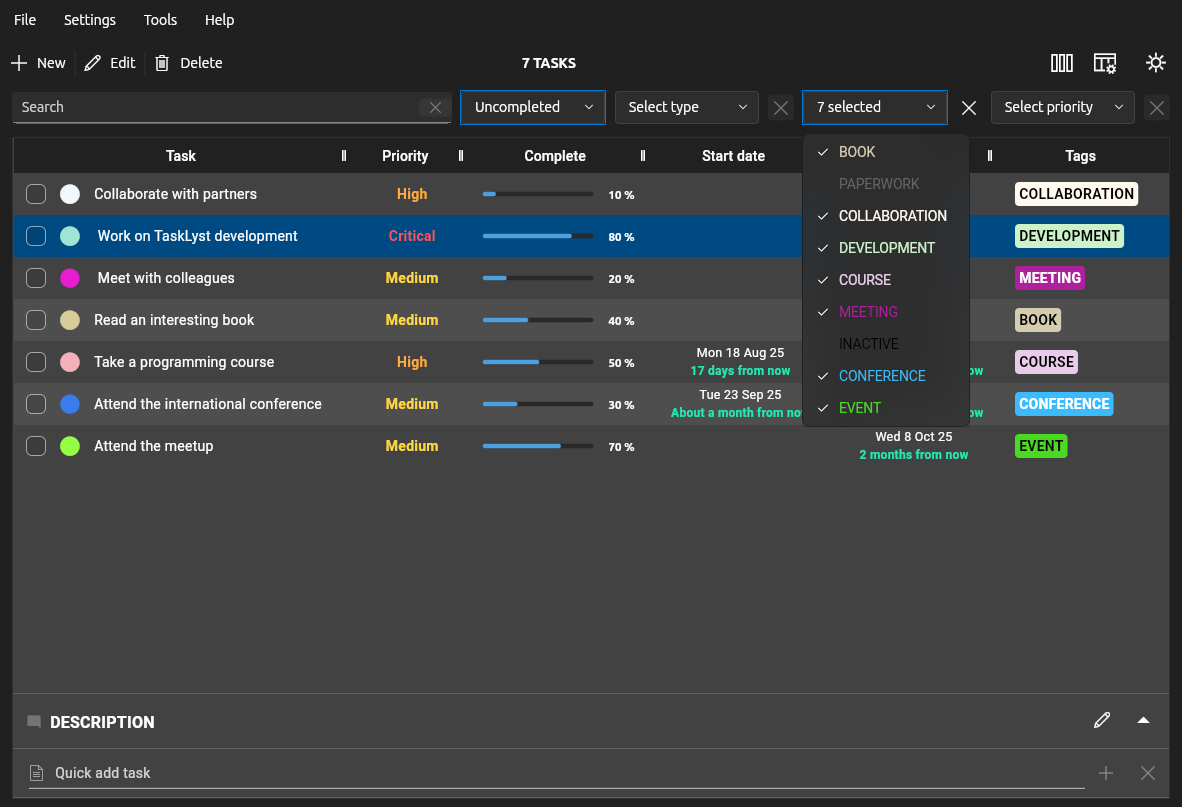 File Settings Tools Help
New Edit Delete 7 TASKS
Search Uncompleted Select type 7 selected Select priority
Task Priority Complete Start date Tags
BOOK
PAPERWORK
COLLABORATION
DEVELOPMENT
COURSE
MEETING
INACTIVE
CONFERENCE
EVENT
Collaborate with partners High 10 % COLLABORATION
Work on TaskLyst development Critical 80 % DEVELOPMENT
Meet with colleagues Medium 20 % MEETING
Read an interesting book Medium 40 % BOOK
Take a programming course High 50 % Mon 18 Aug 25 COURSE
17 days from now
Attend the international conference Medium 30 % Tue 23 Sep 25 CONFERENCE
About a month from
Attend the meetup Medium 70 % Wed 8 Oct 25 EVENT
2 months from now
DESCRIPTION
Quick add task